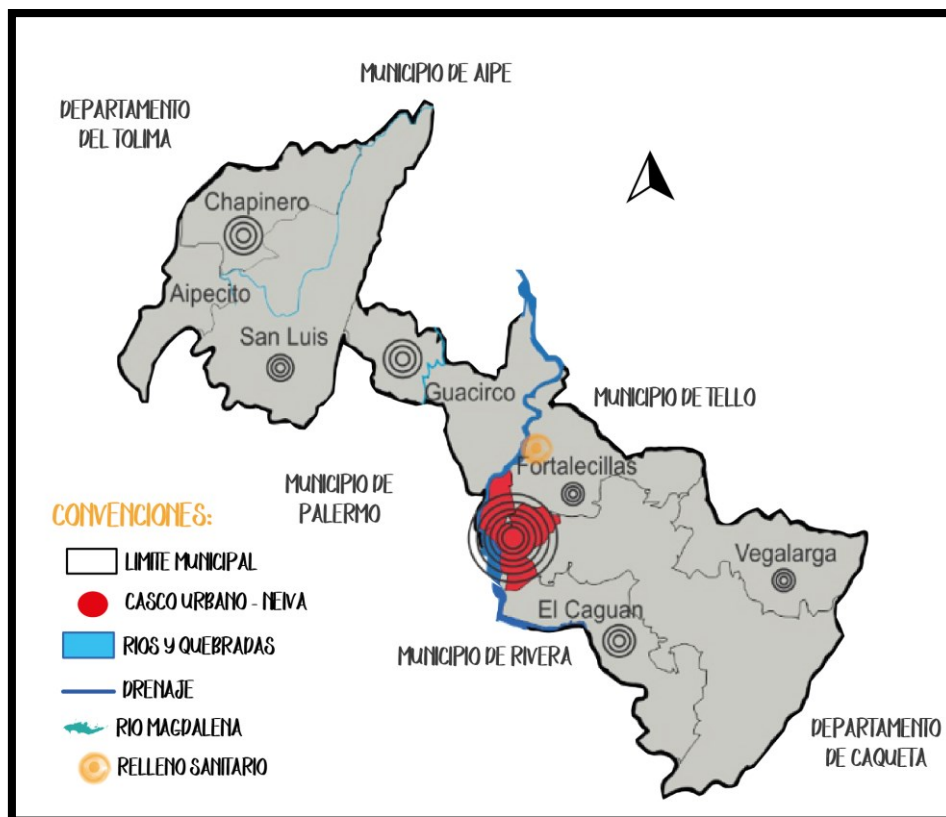 MUNICIPIO DE AIPE
DEPARTAMENTO
DEL TOLIMA
Chapinero
Aipecito
San Luis
Guacirco
MUNICIPIO DE TELLO
Fortalecillas
MUNICIPIO DE
PALERMO
Vegalarga
El Caguan
MUNICIPIO DE RIVERA
DEPARTAMENTO
DE CAQUETA
CONVENCIONES:
LIMITE MUNICIPAL
CASCO URBANO - NEIVA
RIOS Y QUEBRADAS
DRENAJE
RIO MAGDALENA
RELLENO SANITARIO